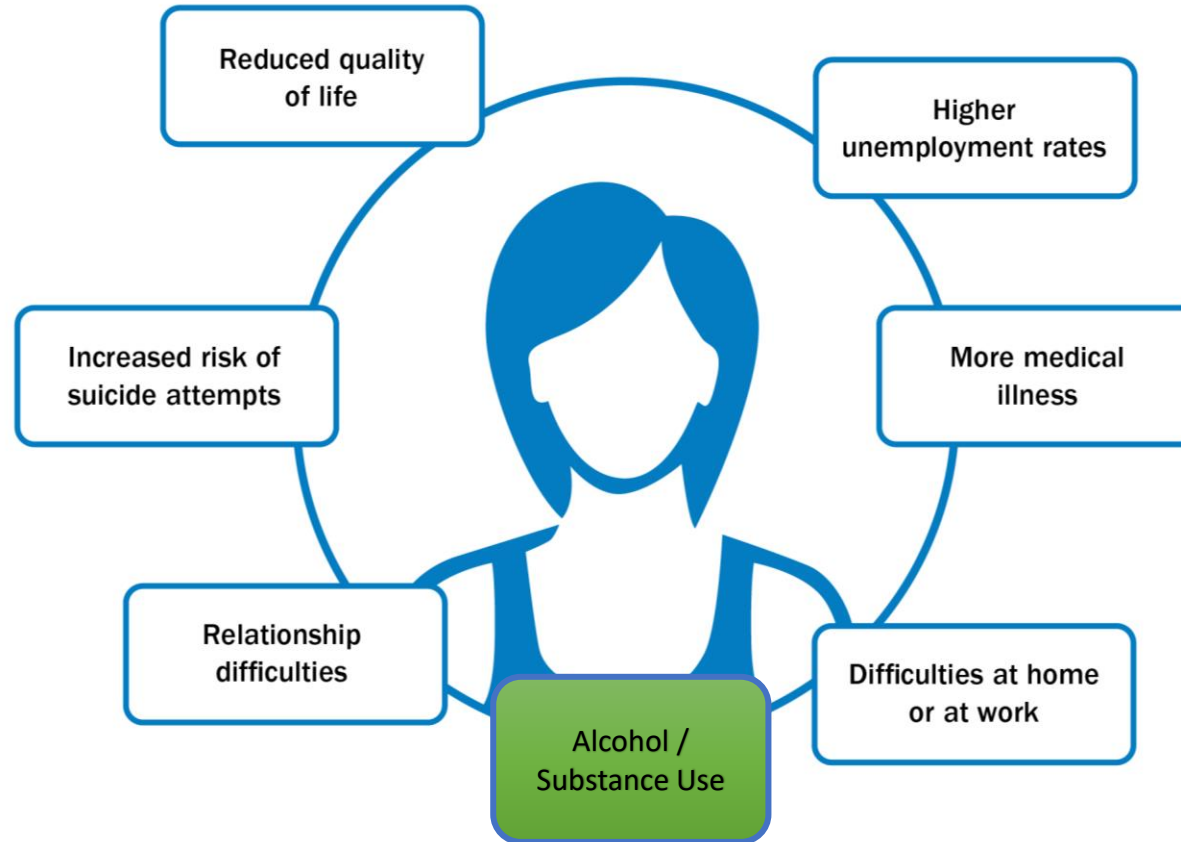 Reduced quality
of life
Higher
unemployment rates
Increased risk of
suicide attempts
More medical
illness
Relationship
difficulties
Difficulties at home
or at work
Alcohol /
Substance Use